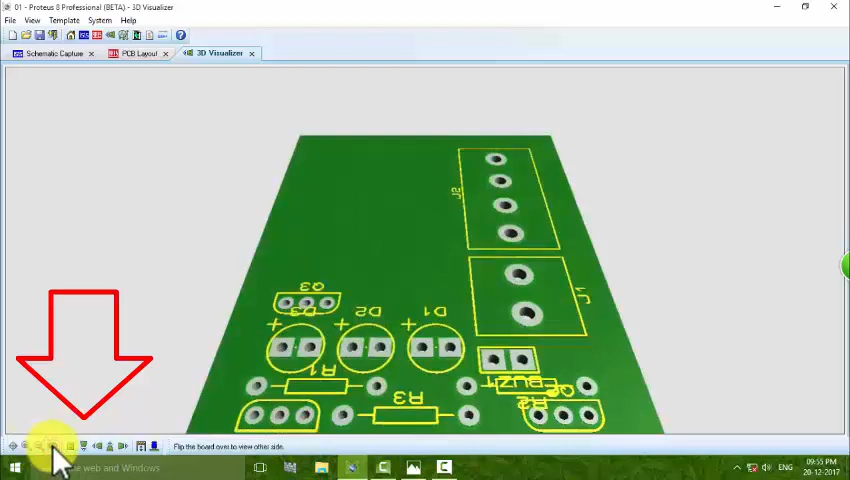 01 - Proteus 8 Professional (BETA) - 3D Visualizer
File View Template System Help
Schematic Capture PCB Layout 3D Visualizer
J2
J1
Q3
D3 D2 D1
R1 BUZ1
R3 R2
Flip the board over to view other side.
he web and Windows
ENG 09:55 PM
20-12-2017